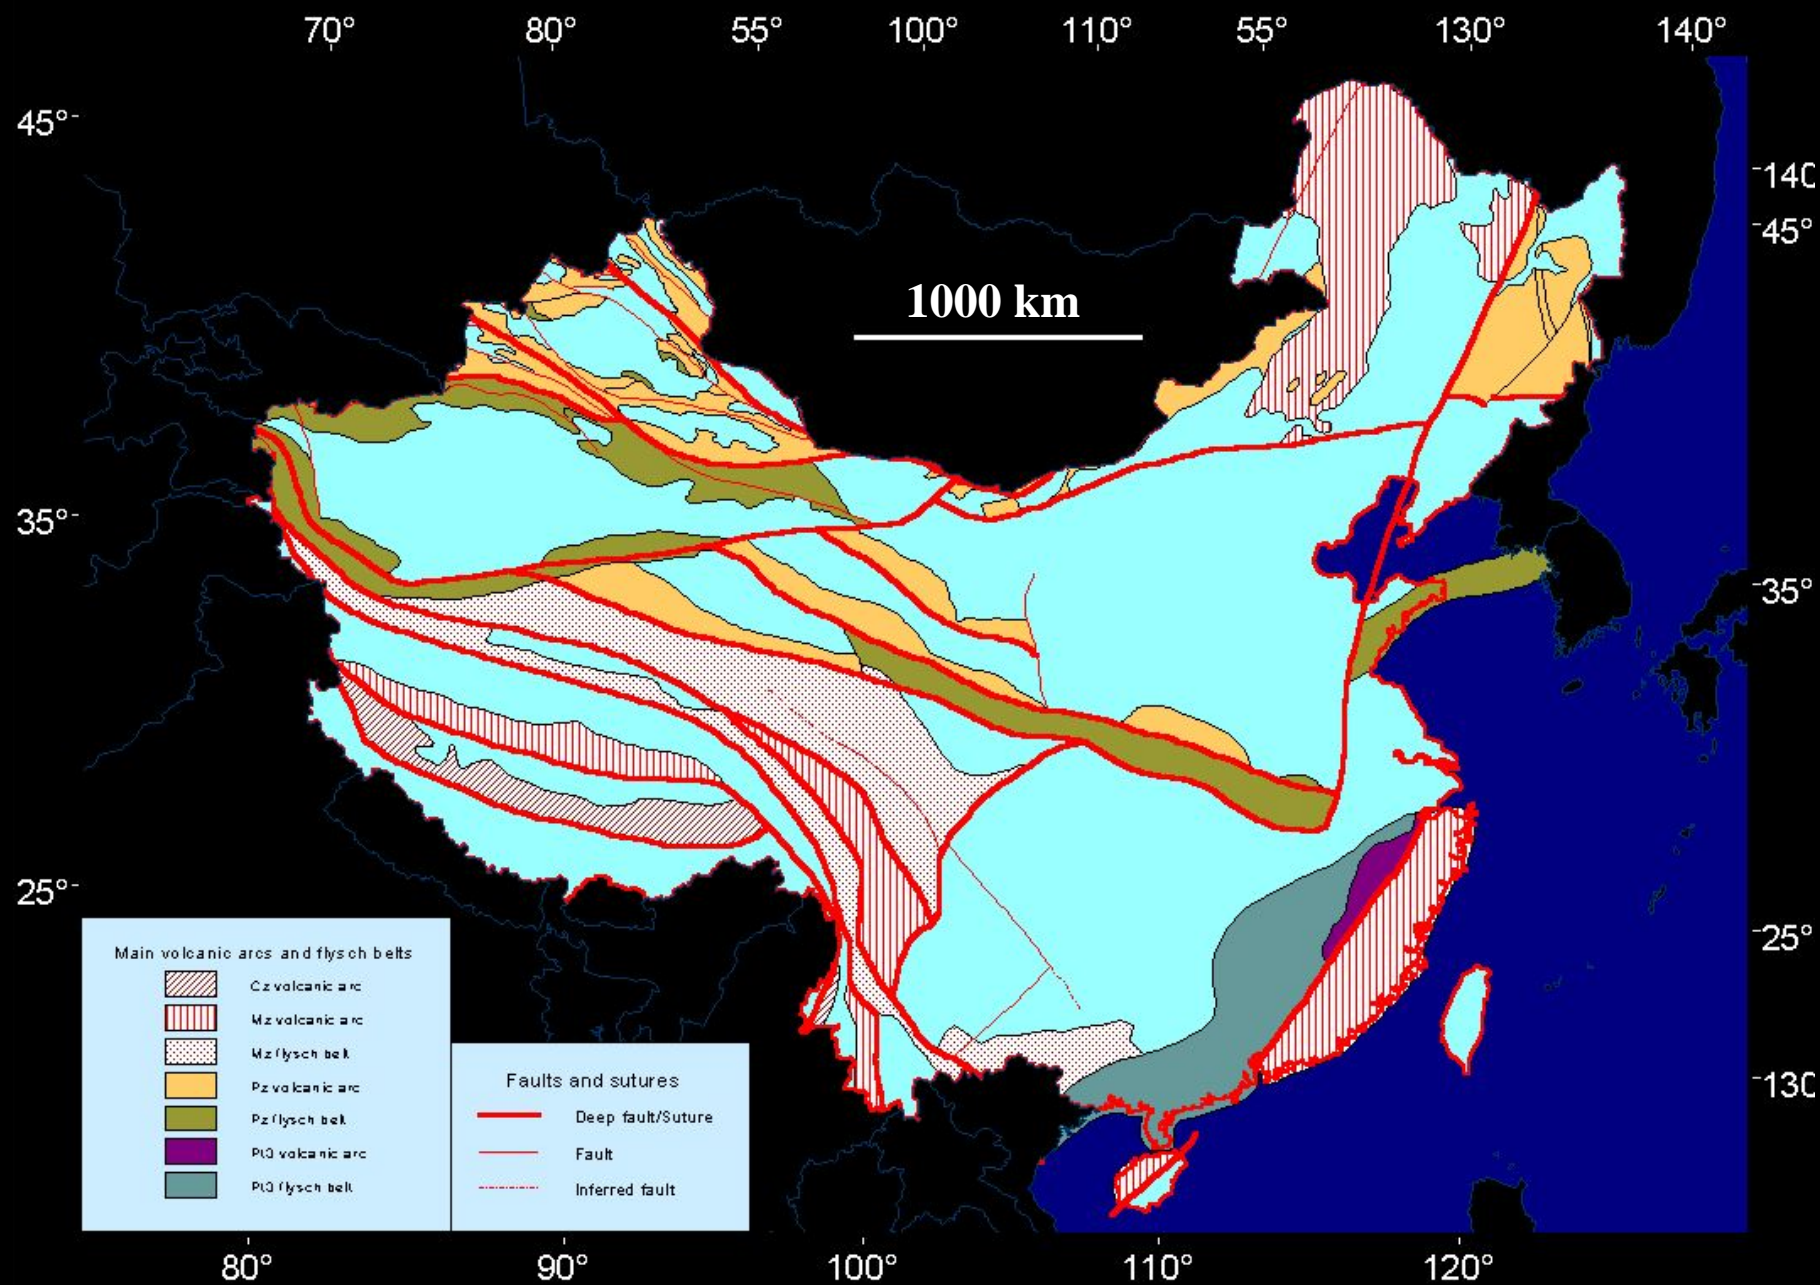 70° 80° 55° 100° 110° 55° 130° 140°
45°
140
45°
1000 km
35°
35°
25°
25°
130
Main volcanic arcs and flysch belts
Cz volcanic arc
Mz volcanic arc
Mz flysch belt
Pz volcanic arc
Pz flysch belt
Pt3 volcanic arc
Pt3 flysch belt
Faults and sutures
Deep fault/Suture
Fault
Inferred fault
80° 90° 100° 110° 120°